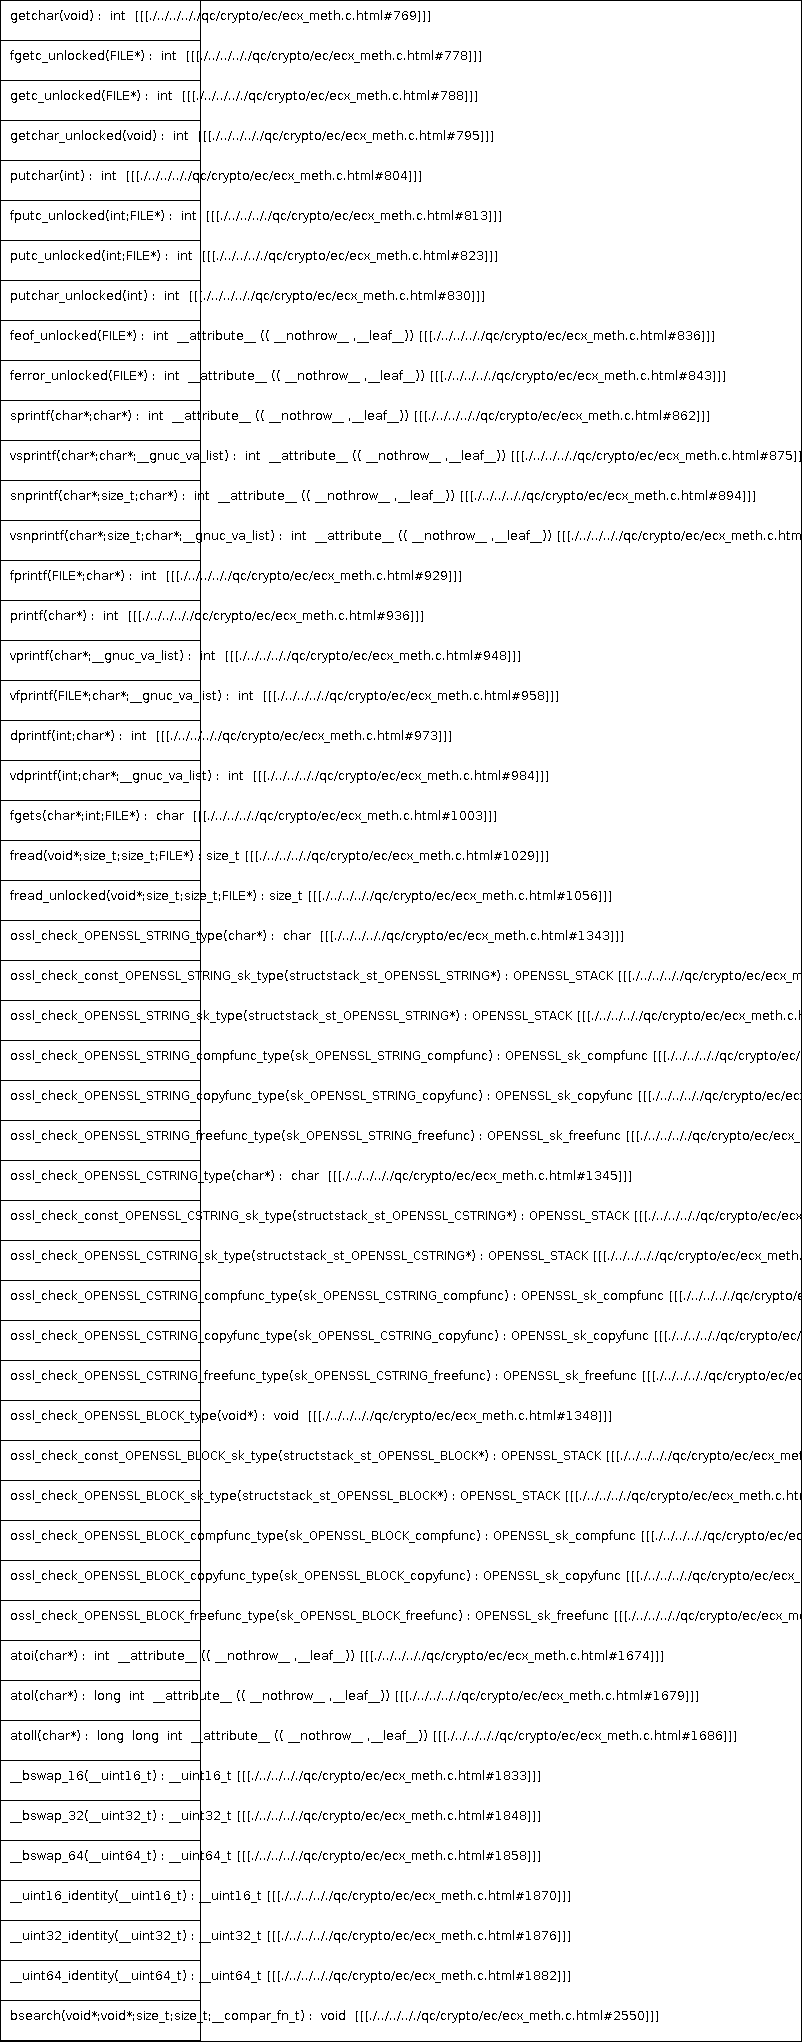 getchar(void) :  int  [[[./../../././qc/crypto/ec/ecx_meth.c.html#769]]]
fgetc_unlocked(FILE*) :  int  [[[./../../././qc/crypto/ec/ecx_meth.c.html#778]]]
getc_unlocked(FILE*) :  int  [[[./../../././qc/crypto/ec/ecx_meth.c.html#788]]]
getchar_unlocked(void) :  int  [[[./../../././qc/crypto/ec/ecx_meth.c.html#795]]]
putchar(int) :  int  [[[./../../././qc/crypto/ec/ecx_meth.c.html#804]]]
fputc_unlocked(int;FILE*) :  int  [[[./../../././qc/crypto/ec/ecx_meth.c.html#813]]]
putc_unlocked(int;FILE*) :  int  [[[./../../././qc/crypto/ec/ecx_meth.c.html#823]]]
putchar_unlocked(int) :  int  [[[./../../././qc/crypto/ec/ecx_meth.c.html#830]]]
feof_unlocked(FILE*) :  int  __attribute__ (( __nothrow__ ,__leaf__)) [[[./../../././qc/crypto/ec/ecx_meth.c.html#836]]]
ferror_unlocked(FILE*) :  int  __attribute__ (( __nothrow__ ,__leaf__)) [[[./../../././qc/crypto/ec/ecx_meth.c.html#843]]]
sprintf(char*;char*) :  int  __attribute__ (( __nothrow__ ,__leaf__)) [[[./../../././qc/crypto/ec/ecx_meth.c.html#862]]]
vsprintf(char*;char*;__gnuc_va_list) :  int  __attribute__ (( __nothrow__ ,__leaf__)) [[[./../../././qc/crypto/ec/ecx_meth.c.html#875]]
snprintf(char*;size_t;char*) :  int  __attribute__ (( __nothrow__ ,__leaf__)) [[[./../../././qc/crypto/ec/ecx_meth.c.html#894]]]
vsnprintf(char*;size_t;char*;__gnuc_va_list) :  int  __attribute__ (( __nothrow__ ,__leaf__)) [[[./../../././qc/crypto/ec/ecx_meth.c.htm
fprintf(FILE*;char*) :  int  [[[./../../././qc/crypto/ec/ecx_meth.c.html#929]]]
printf(char*) :  int  [[[./../../././qc/crypto/ec/ecx_meth.c.html#936]]]
vprintf(char*;__gnuc_va_list) :  int  [[[./../../././qc/crypto/ec/ecx_meth.c.html#948]]]
vfprintf(FILE*;char*;__gnuc_va_list) :  int  [[[./../../././qc/crypto/ec/ecx_meth.c.html#958]]]
dprintf(int;char*) :  int  [[[./../../././qc/crypto/ec/ecx_meth.c.html#973]]]
vdprintf(int;char*;__gnuc_va_list) :  int  [[[./../../././qc/crypto/ec/ecx_meth.c.html#984]]]
fgets(char*;int;FILE*) :  char  [[[./../../././qc/crypto/ec/ecx_meth.c.html#1003]]]
fread(void*;size_t;size_t;FILE*) : size_t [[[./../../././qc/crypto/ec/ecx_meth.c.html#1029]]]
fread_unlocked(void*;size_t;size_t;FILE*) : size_t [[[./../../././qc/crypto/ec/ecx_meth.c.html#1056]]]
ossl_check_OPENSSL_STRING_type(char*) :  char  [[[./../../././qc/crypto/ec/ecx_meth.c.html#1343]]]
ossl_check_const_OPENSSL_STRING_sk_type(structstack_st_OPENSSL_STRING*) : OPENSSL_STACK [[[./../../././qc/crypto/ec/ecx_m
ossl_check_OPENSSL_STRING_sk_type(structstack_st_OPENSSL_STRING*) : OPENSSL_STACK [[[./../../././qc/crypto/ec/ecx_meth.c.h
ossl_check_OPENSSL_STRING_compfunc_type(sk_OPENSSL_STRING_compfunc) : OPENSSL_sk_compfunc [[[./../../././qc/crypto/ec/
ossl_check_OPENSSL_STRING_copyfunc_type(sk_OPENSSL_STRING_copyfunc) : OPENSSL_sk_copyfunc [[[./../../././qc/crypto/ec/ecx
ossl_check_OPENSSL_STRING_freefunc_type(sk_OPENSSL_STRING_freefunc) : OPENSSL_sk_freefunc [[[./../../././qc/crypto/ec/ecx_
ossl_check_OPENSSL_CSTRING_type(char*) :  char  [[[./../../././qc/crypto/ec/ecx_meth.c.html#1345]]]
ossl_check_const_OPENSSL_CSTRING_sk_type(structstack_st_OPENSSL_CSTRING*) : OPENSSL_STACK [[[./../../././qc/crypto/ec/ecx
ossl_check_OPENSSL_CSTRING_sk_type(structstack_st_OPENSSL_CSTRING*) : OPENSSL_STACK [[[./../../././qc/crypto/ec/ecx_meth.
ossl_check_OPENSSL_CSTRING_compfunc_type(sk_OPENSSL_CSTRING_compfunc) : OPENSSL_sk_compfunc [[[./../../././qc/crypto/e
ossl_check_OPENSSL_CSTRING_copyfunc_type(sk_OPENSSL_CSTRING_copyfunc) : OPENSSL_sk_copyfunc [[[./../../././qc/crypto/ec/
ossl_check_OPENSSL_CSTRING_freefunc_type(sk_OPENSSL_CSTRING_freefunc) : OPENSSL_sk_freefunc [[[./../../././qc/crypto/ec/ec
ossl_check_OPENSSL_BLOCK_type(void*) :  void  [[[./../../././qc/crypto/ec/ecx_meth.c.html#1348]]]
ossl_check_const_OPENSSL_BLOCK_sk_type(structstack_st_OPENSSL_BLOCK*) : OPENSSL_STACK [[[./../../././qc/crypto/ec/ecx_met
ossl_check_OPENSSL_BLOCK_sk_type(structstack_st_OPENSSL_BLOCK*) : OPENSSL_STACK [[[./../../././qc/crypto/ec/ecx_meth.c.ht
ossl_check_OPENSSL_BLOCK_compfunc_type(sk_OPENSSL_BLOCK_compfunc) : OPENSSL_sk_compfunc [[[./../../././qc/crypto/ec/ec
ossl_check_OPENSSL_BLOCK_copyfunc_type(sk_OPENSSL_BLOCK_copyfunc) : OPENSSL_sk_copyfunc [[[./../../././qc/crypto/ec/ecx_
ossl_check_OPENSSL_BLOCK_freefunc_type(sk_OPENSSL_BLOCK_freefunc) : OPENSSL_sk_freefunc [[[./../../././qc/crypto/ec/ecx_me
atoi(char*) :  int  __attribute__ (( __nothrow__ ,__leaf__)) [[[./../../././qc/crypto/ec/ecx_meth.c.html#1674]]]
atol(char*) :  long  int  __attribute__ (( __nothrow__ ,__leaf__)) [[[./../../././qc/crypto/ec/ecx_meth.c.html#1679]]]
atoll(char*) :  long  long  int  __attribute__ (( __nothrow__ ,__leaf__)) [[[./../../././qc/crypto/ec/ecx_meth.c.html#1686]]]
__bswap_16(__uint16_t) : __uint16_t [[[./../../././qc/crypto/ec/ecx_meth.c.html#1833]]]
__bswap_32(__uint32_t) : __uint32_t [[[./../../././qc/crypto/ec/ecx_meth.c.html#1848]]]
__bswap_64(__uint64_t) : __uint64_t [[[./../../././qc/crypto/ec/ecx_meth.c.html#1858]]]
__uint16_identity(__uint16_t) : __uint16_t [[[./../../././qc/crypto/ec/ecx_meth.c.html#1870]]]
__uint32_identity(__uint32_t) : __uint32_t [[[./../../././qc/crypto/ec/ecx_meth.c.html#1876]]]
__uint64_identity(__uint64_t) : __uint64_t [[[./../../././qc/crypto/ec/ecx_meth.c.html#1882]]]
bsearch(void*;void*;size_t;size_t;__compar_fn_t) :  void  [[[./../../././qc/crypto/ec/ecx_meth.c.html#2550]]]